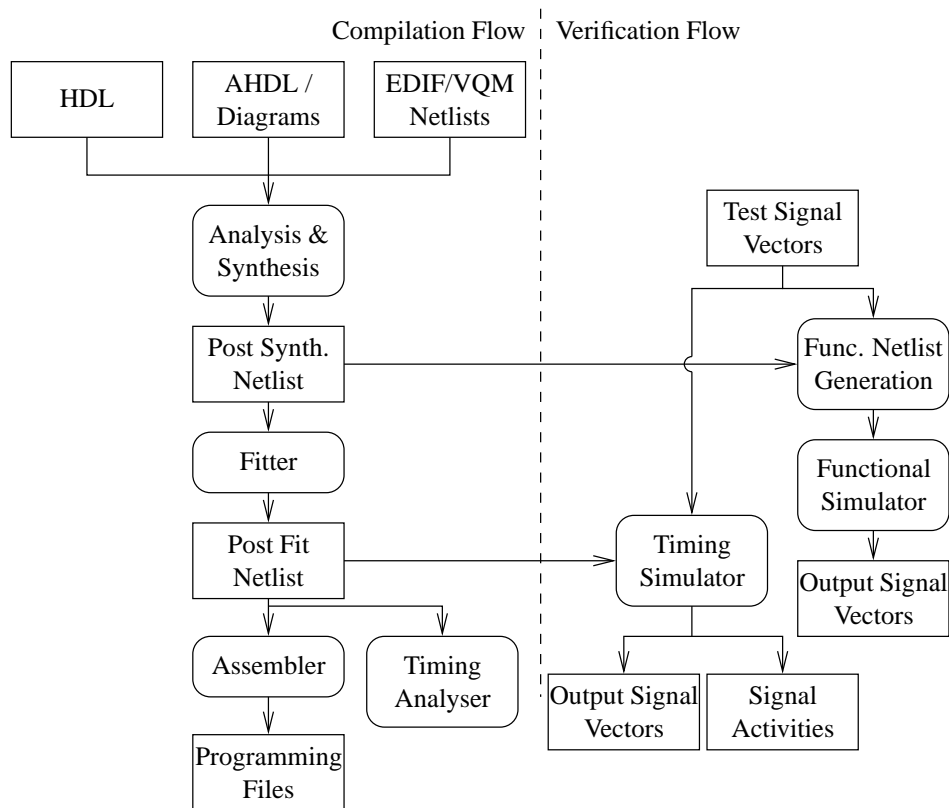 Compilation Flow
Verification Flow
HDL
AHDL /
Diagrams
EDIF/VQM
Netlists
Analysis &
Synthesis
Test Signal
Vectors
Post Synth.
Netlist
Func. Netlist
Generation
Fitter
Functional
Simulator
Post Fit
Netlist
Timing
Simulator
Output Signal
Vectors
Assembler
Timing
Analyser
Output Signal
Vectors
Signal
Activities
Programming
Files